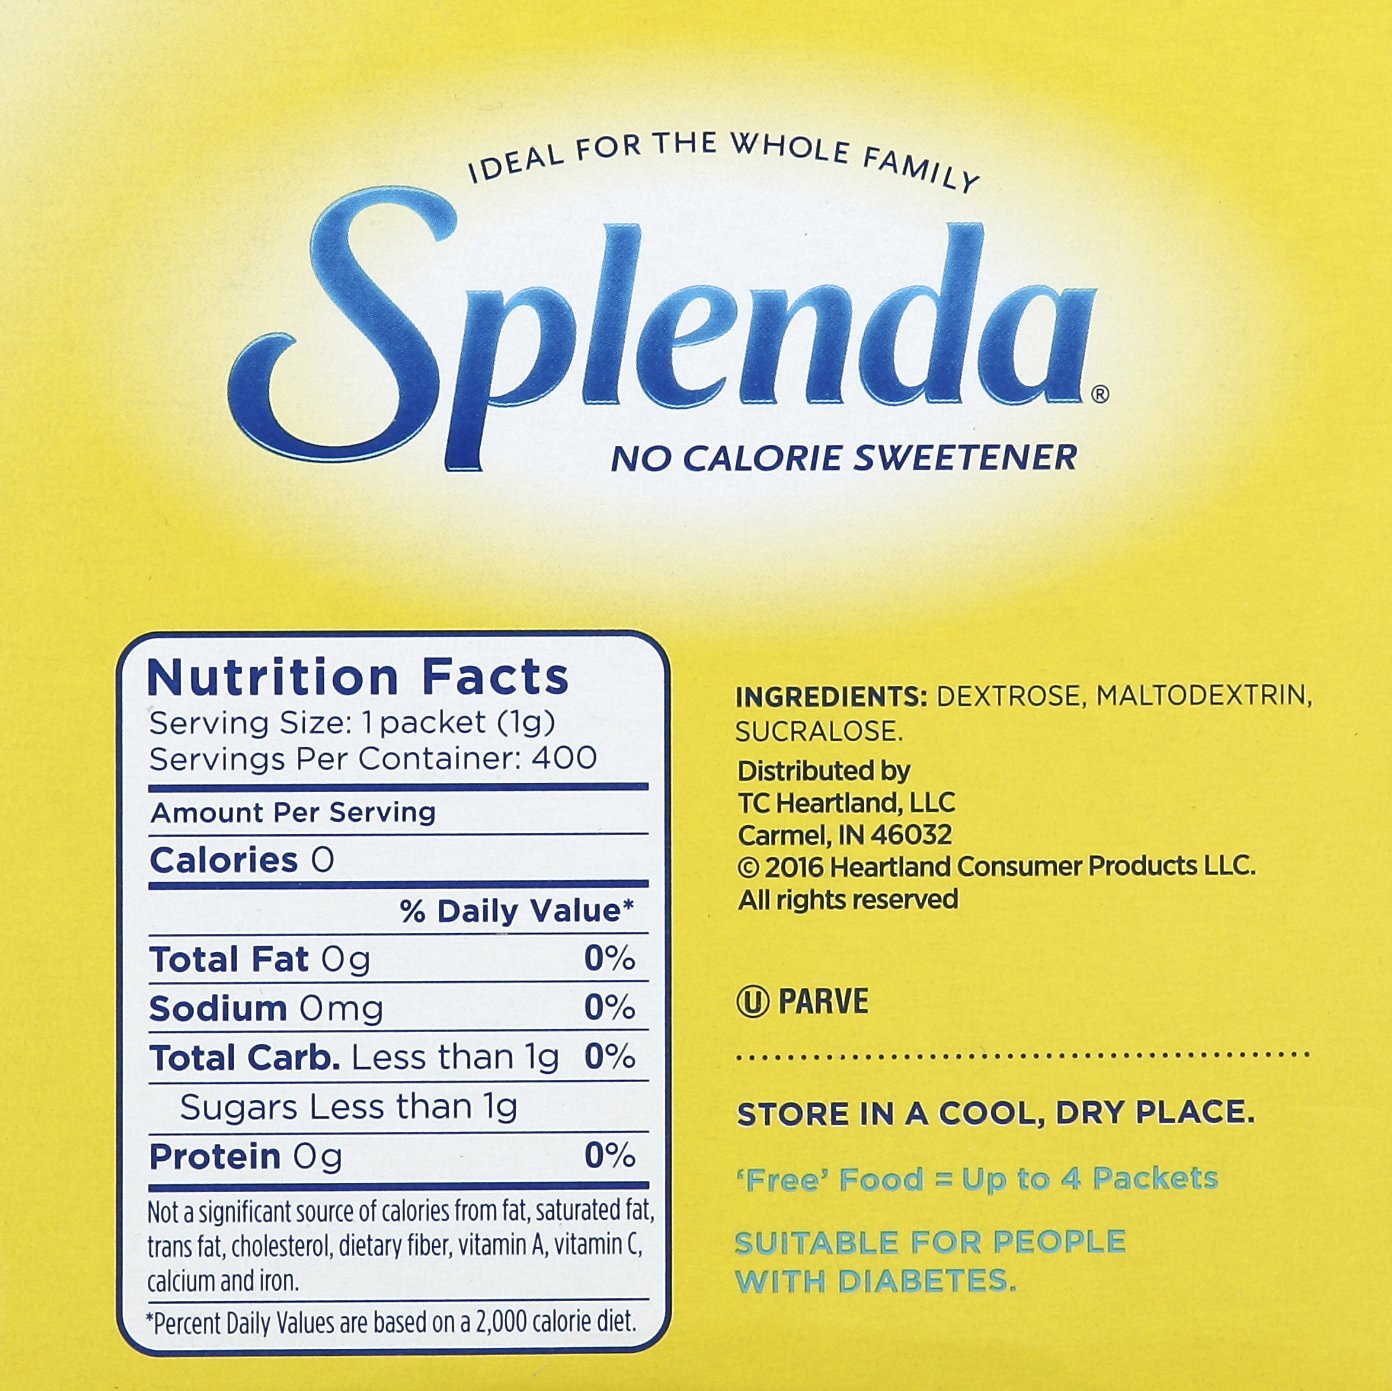 IDEAL FOR THE WHOLE FAMILY
Splenda®
NO CALORIE SWEETENER
Nutrition Facts
Serving Size: 1 packet (1g)
Servings Per Container: 400
Amount Per Serving
Calories 0
% Daily Value*
Total Fat 0g 0%
Sodium 0mg 0%
Total Carb. Less than 1g 0%
Sugars Less than 1g
Protein 0g 0%
Not a significant source of calories from fat, saturated fat,
trans fat, cholesterol, dietary fiber, vitamin A, vitamin C,
calcium and iron.
*Percent Daily Values are based on a 2,000 calorie diet.
INGREDIENTS: DEXTROSE, MALTODEXTRIN,
SUCRALOSE.
Distributed by
TC Heartland, LLC
Carmel, IN 46032
© 2016 Heartland Consumer Products LLC.
All rights reserved
Ⓤ PARVE
STORE IN A COOL, DRY PLACE.
‘Free’ Food = Up to 4 Packets
SUITABLE FOR PEOPLE
WITH DIABETES.